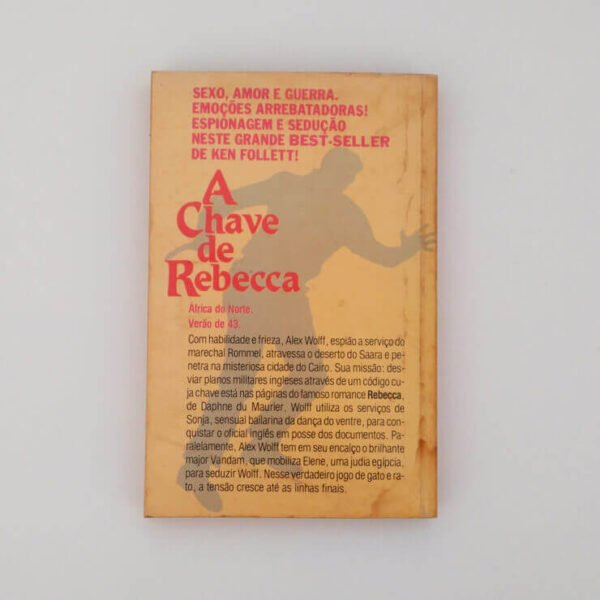 SEXO, AMOR E GUERRA.
EMOÇÕES ARREBATADORAS!
ESPIONAGEM E SEDUÇÃO
NESTE GRANDE BEST-SELLER
DE KEN FOLLETT!
A
Chave
de
Rebecca
África do Norte.
Verão de 43.
Com habilidade e frieza, Alex Wolff, espião a serviço do
marechal Rommel, atravessa o deserto do Saara e pe-
netra na misteriosa cidade do Cairo. Sua missão: des-
viar planos militares ingleses através de um código cu-
ja chave está nas páginas do famoso romance Rebecca,
de Daphne du Maurier. Wolff utiliza os serviços de
Sonja, sensual bailarina da dança do ventre, para con-
quistar o oficial inglês em posse dos documentos. Pa-
ralelamente, Alex Wolff tem em seu encalço o brilhante
major Vandam, que mobiliza Elene, uma judia egípcia,
para seduzir Wolff. Nesse verdadeiro jogo de gato e ra-
to, a tensão cresce até as linhas finais.